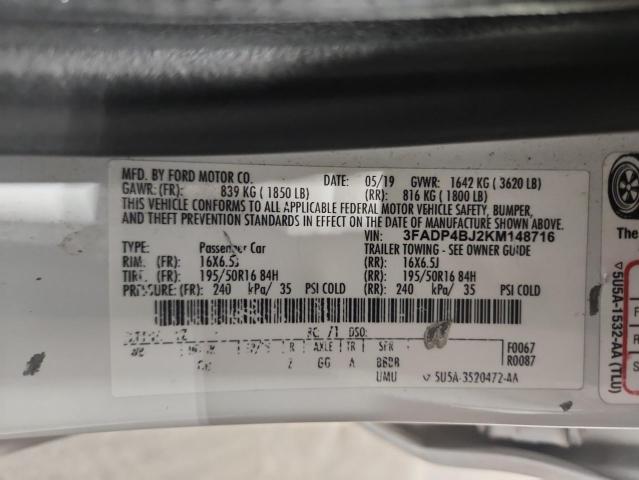 MFD. BY FORD MOTOR CO. DATE: 05/19 GVWR: 1642 KG ( 3620 LB)
GAWR: (FR): 839 KG ( 1850 LB) (RR): 816 KG ( 1800 LB)
THIS VEHICLE CONFORMS TO ALL APPLICABLE FEDERAL MOTOR VEHICLE SAFETY, BUMPER,
AND THEFT PREVENTION STANDARDS IN EFFECT ON THE DATE OF MANUFACTURE SHOWN ABOVE.
VIN: 3FADP4BJ2KM148716
TYPE: Passenger Car TRAILER TOWING - SEE OWNER GUIDE
RIM: (FR): 16X6.5J (RR): 16X6.5J
TIRE: (FR): 195/50R16 84H (RR): 195/50R16 84H
PRESSURE: (FR): 240 kPa/ 35 PSI COLD (RR): 240 kPa/ 35 PSI COLD
DSO:
R AXLE TR SPR F0067
Z GG A BBBB R0087
UMU ▽ 5U5A-3520472-AA
▽5U5A-1532-AA (TLU)